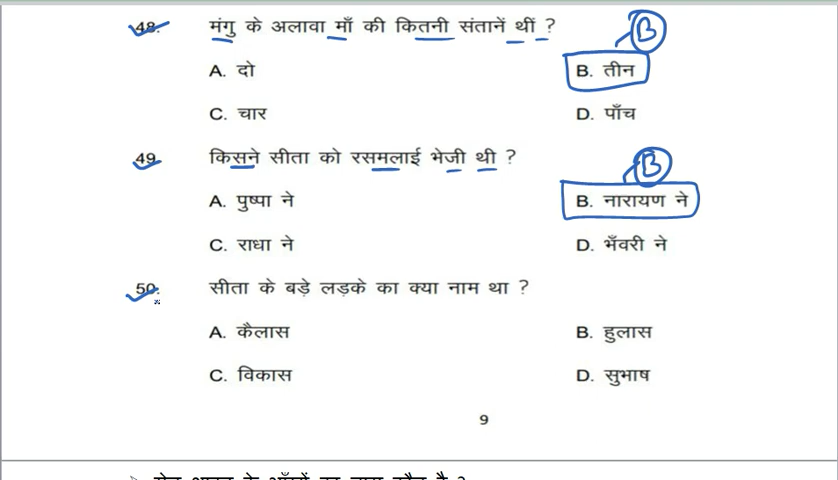 48. मंगु के अलावा माँ की कितनी संतानें थीं ? B
A. दो B. तीन
C. चार D. पाँच
49. किसने सीता को रसमलाई भेजी थी ? B
A. पुष्पा ने B. नारायण ने
C. राधा ने D. भँवरी ने
50. सीता के बड़े लड़के का क्या नाम था ?
A. कैलास B. हुलास
C. विकास D. सुभाष
9